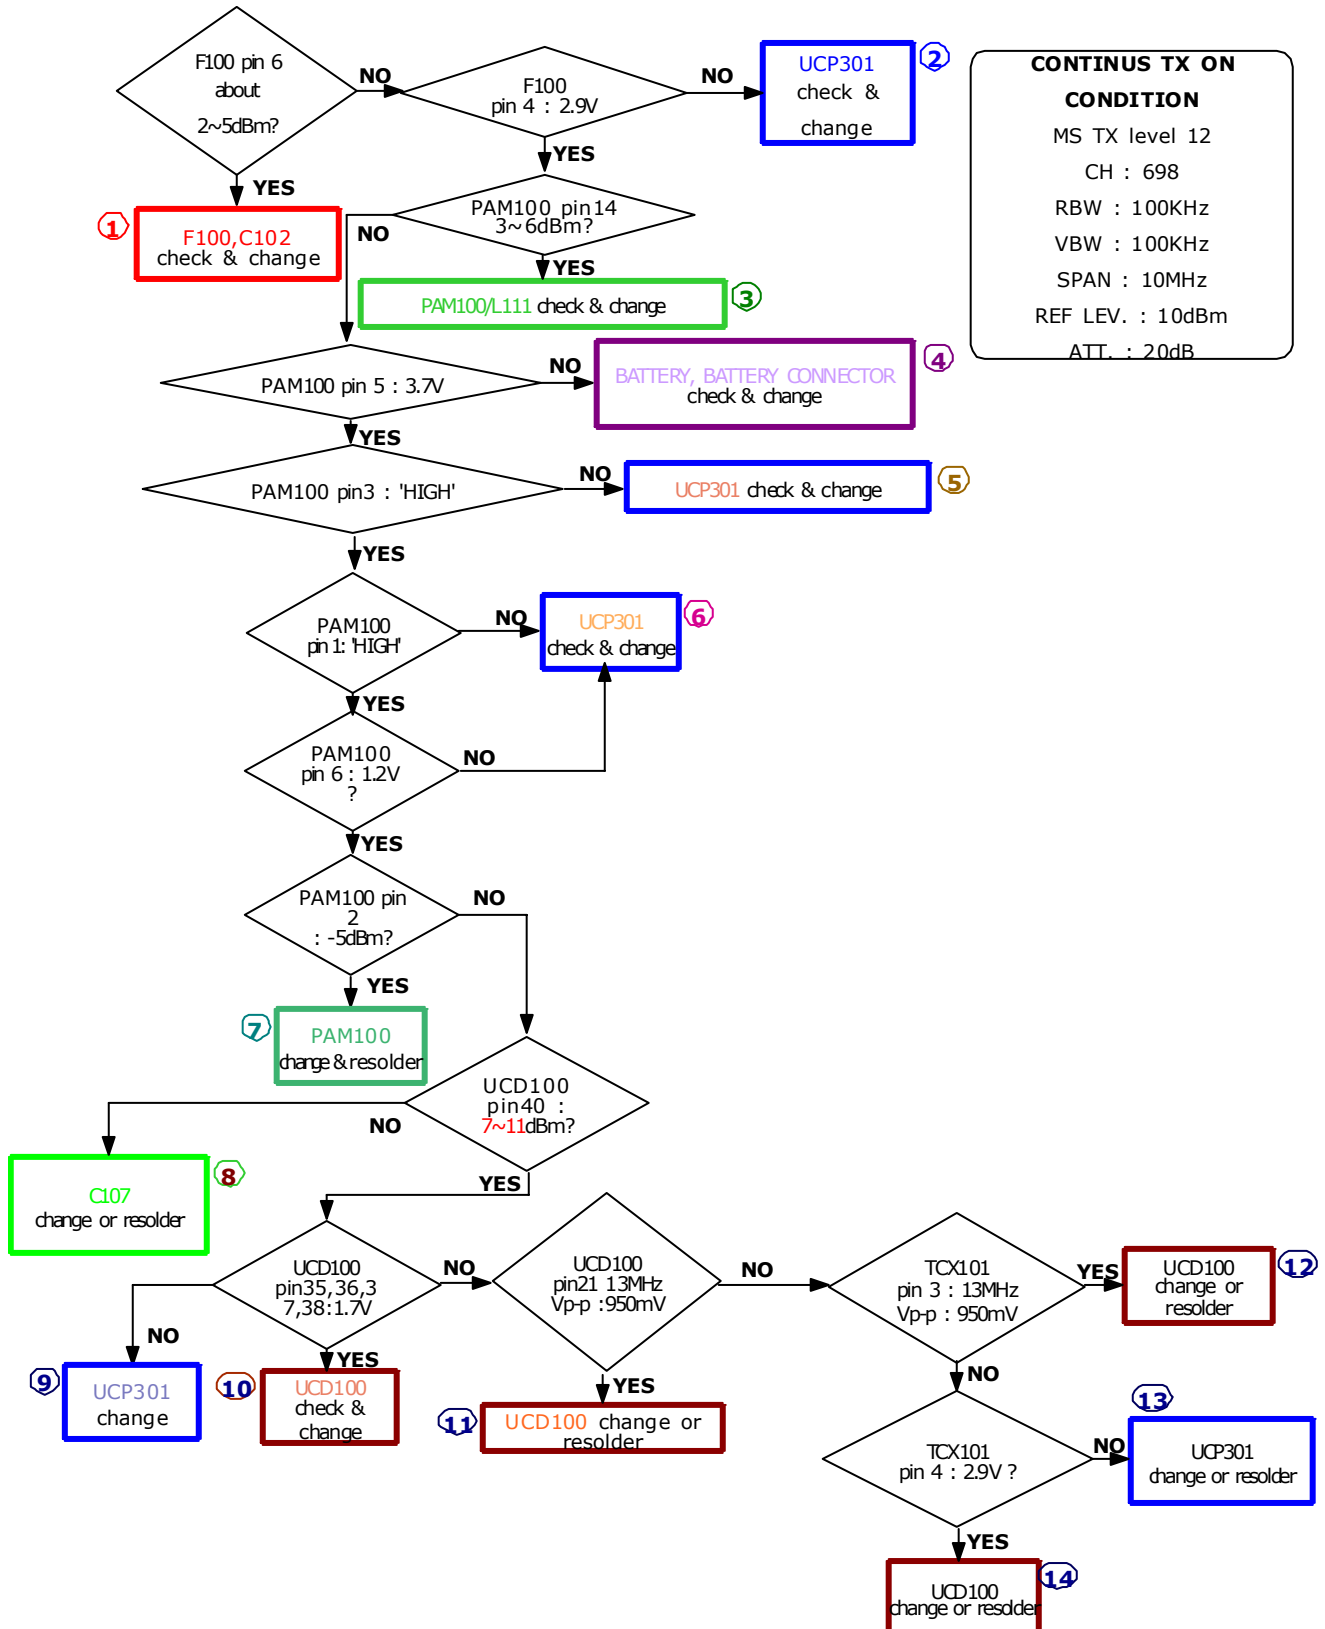 F100 pin 6
about
2~5dBm?
NO
F100
pin 4 : 2.9V
NO
UCP301
check &
change
2
CONTINUS TX ON
CONDITION
MS TX level 12
CH : 698
RBW : 100KHz
VBW : 100KHz
SPAN : 10MHz
REF LEV. : 10dBm
ATT. : 20dB
YES
YES
1
F100,C102
check & change
PAM100 pin14
3~6dBm?
NO
YES
PAM100/L111 check & change
3
PAM100 pin 5 : 3.7V
NO
BATTERY, BATTERY CONNECTOR
check & change
4
YES
PAM100 pin3 : 'HIGH'
NO
UCP301 check & change
5
YES
PAM100
pin 1: 'HIGH'
NO
UCP301
check & change
6
YES
PAM100
pin 6 : 1.2V
?
NO
YES
PAM100 pin
2
: -5dBm?
NO
YES
7
PAM100
change & resolder
UCD100
pin40 :
7~11dBm?
NO
YES
C107
change or resolder
8
UCD100
pin35,36,3
7,38:1.7V
NO
UCD100
pin21 13MHz
Vp-p :950mV
NO
TCX101
pin 3 : 13MHz
Vp-p : 950mV
YES
UCD100
change or
resolder
12
NO
YES
YES
NO
9
UCP301
change
10
UCD100
check &
change
11
UCD100 change or
resolder
TCX101
pin 4 : 2.9V ?
NO
13
UCP301
change or resolder
YES
UCD100
change or resolder
14